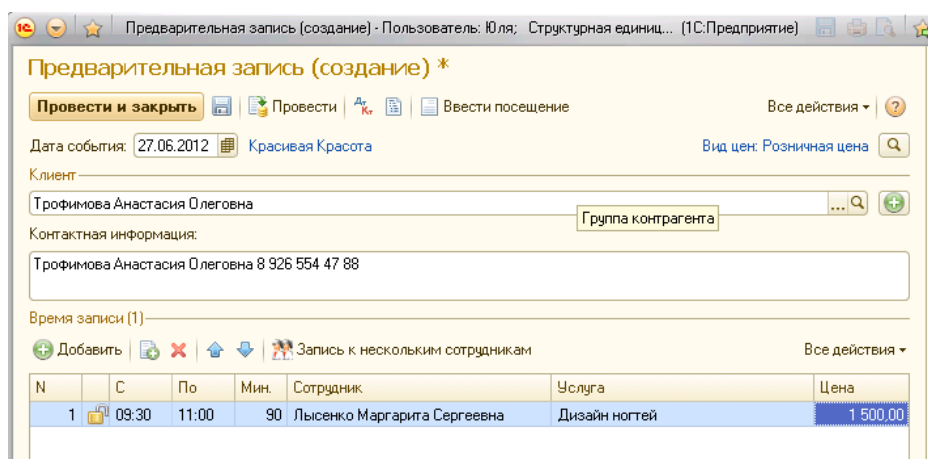 Предварительная запись (создание) - Пользователь: Юля; Структурная единиц... (1С:Предприятие)
Предварительная запись (создание) *
Провести и закрыть Провести Дт Кт Ввести посещение Все действия ?
Дата события: 27.06.2012 Красивая Красота Вид цен: Розничная цена
Клиент
Трофимова Анастасия Олеговна ...
Группа контрагента
Контактная информация:
Трофимова Анастасия Олеговна 8 926 554 47 88
Время записи (1)
Добавить Запись к нескольким сотрудникам Все действия
N С По Мин. Сотрудник Услуга Цена
1 09:30 11:00 90 Лысенко Маргарита Сергеевна Дизайн ногтей 1 500,00